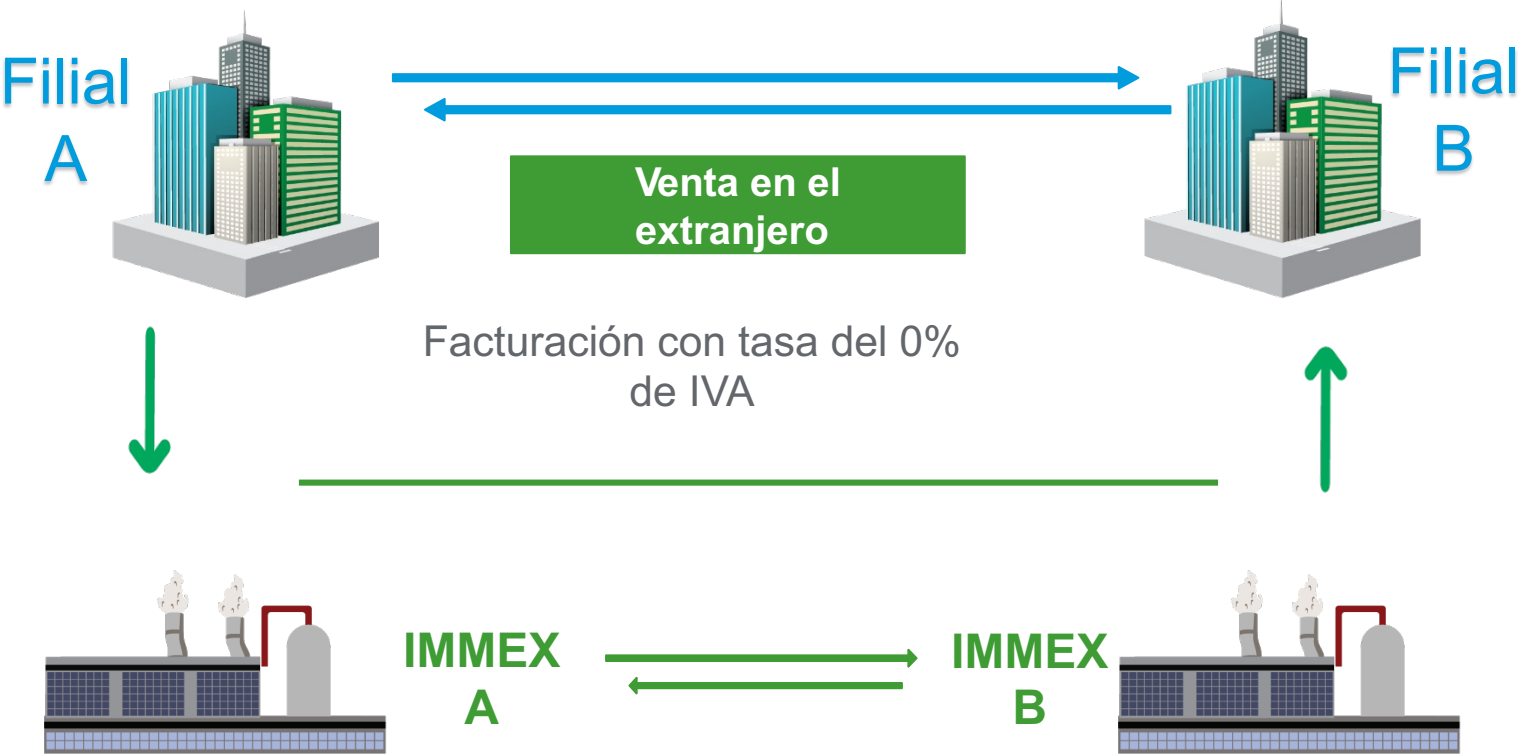 Filial
A
Filial
B
Venta en el
extranjero
Facturación con tasa del 0%
de IVA
IMMEX
A
IMMEX
B